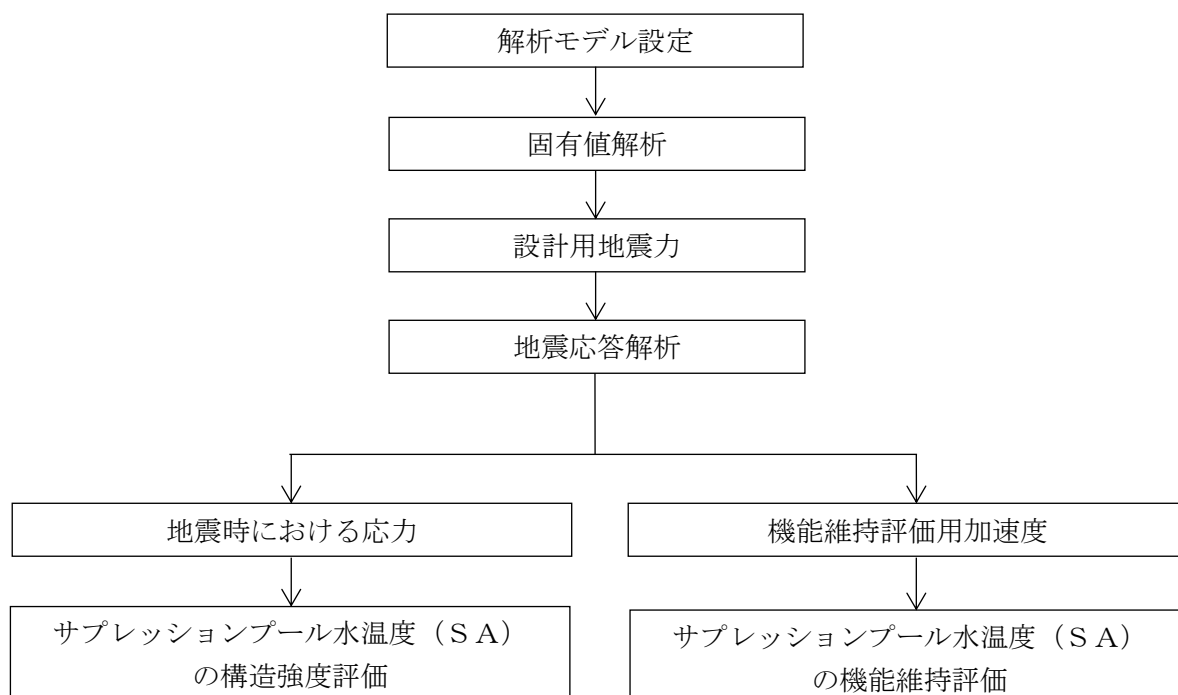 解析モデル設定
固有値解析
設計用地震力
地震応答解析
地震時における応力
機能維持評価用加速度
サプレッションプール水温度（ＳＡ）
の構造強度評価
サプレッションプール水温度（ＳＡ）
の機能維持評価